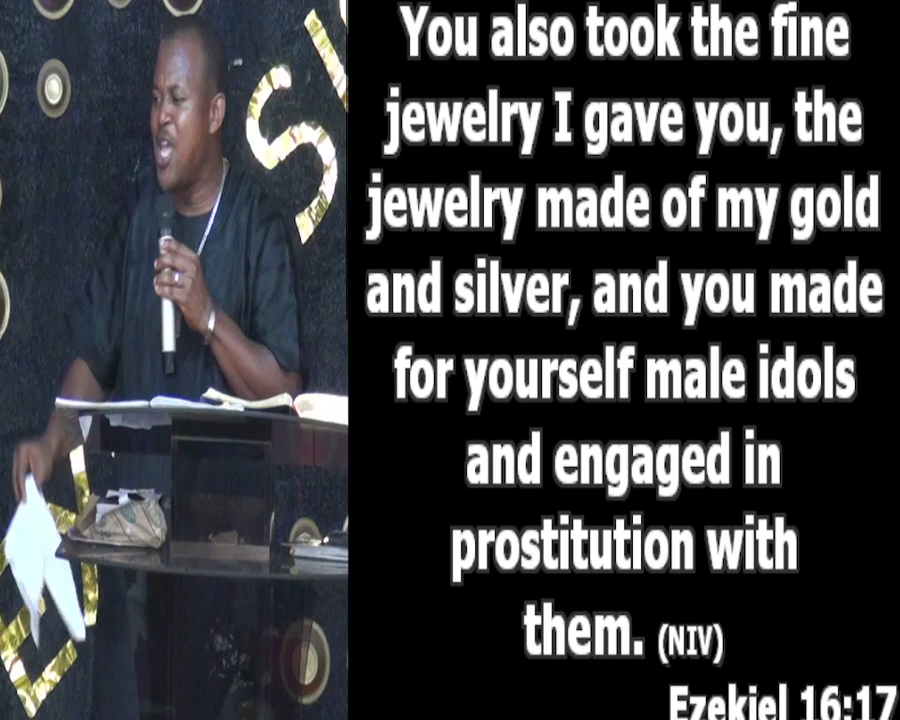 You also took the fine
jewelry I gave you, the
jewelry made of my gold
and silver, and you made
for yourself male idols
and engaged in
prostitution with
them. (NIV)
Ezekiel 16:17